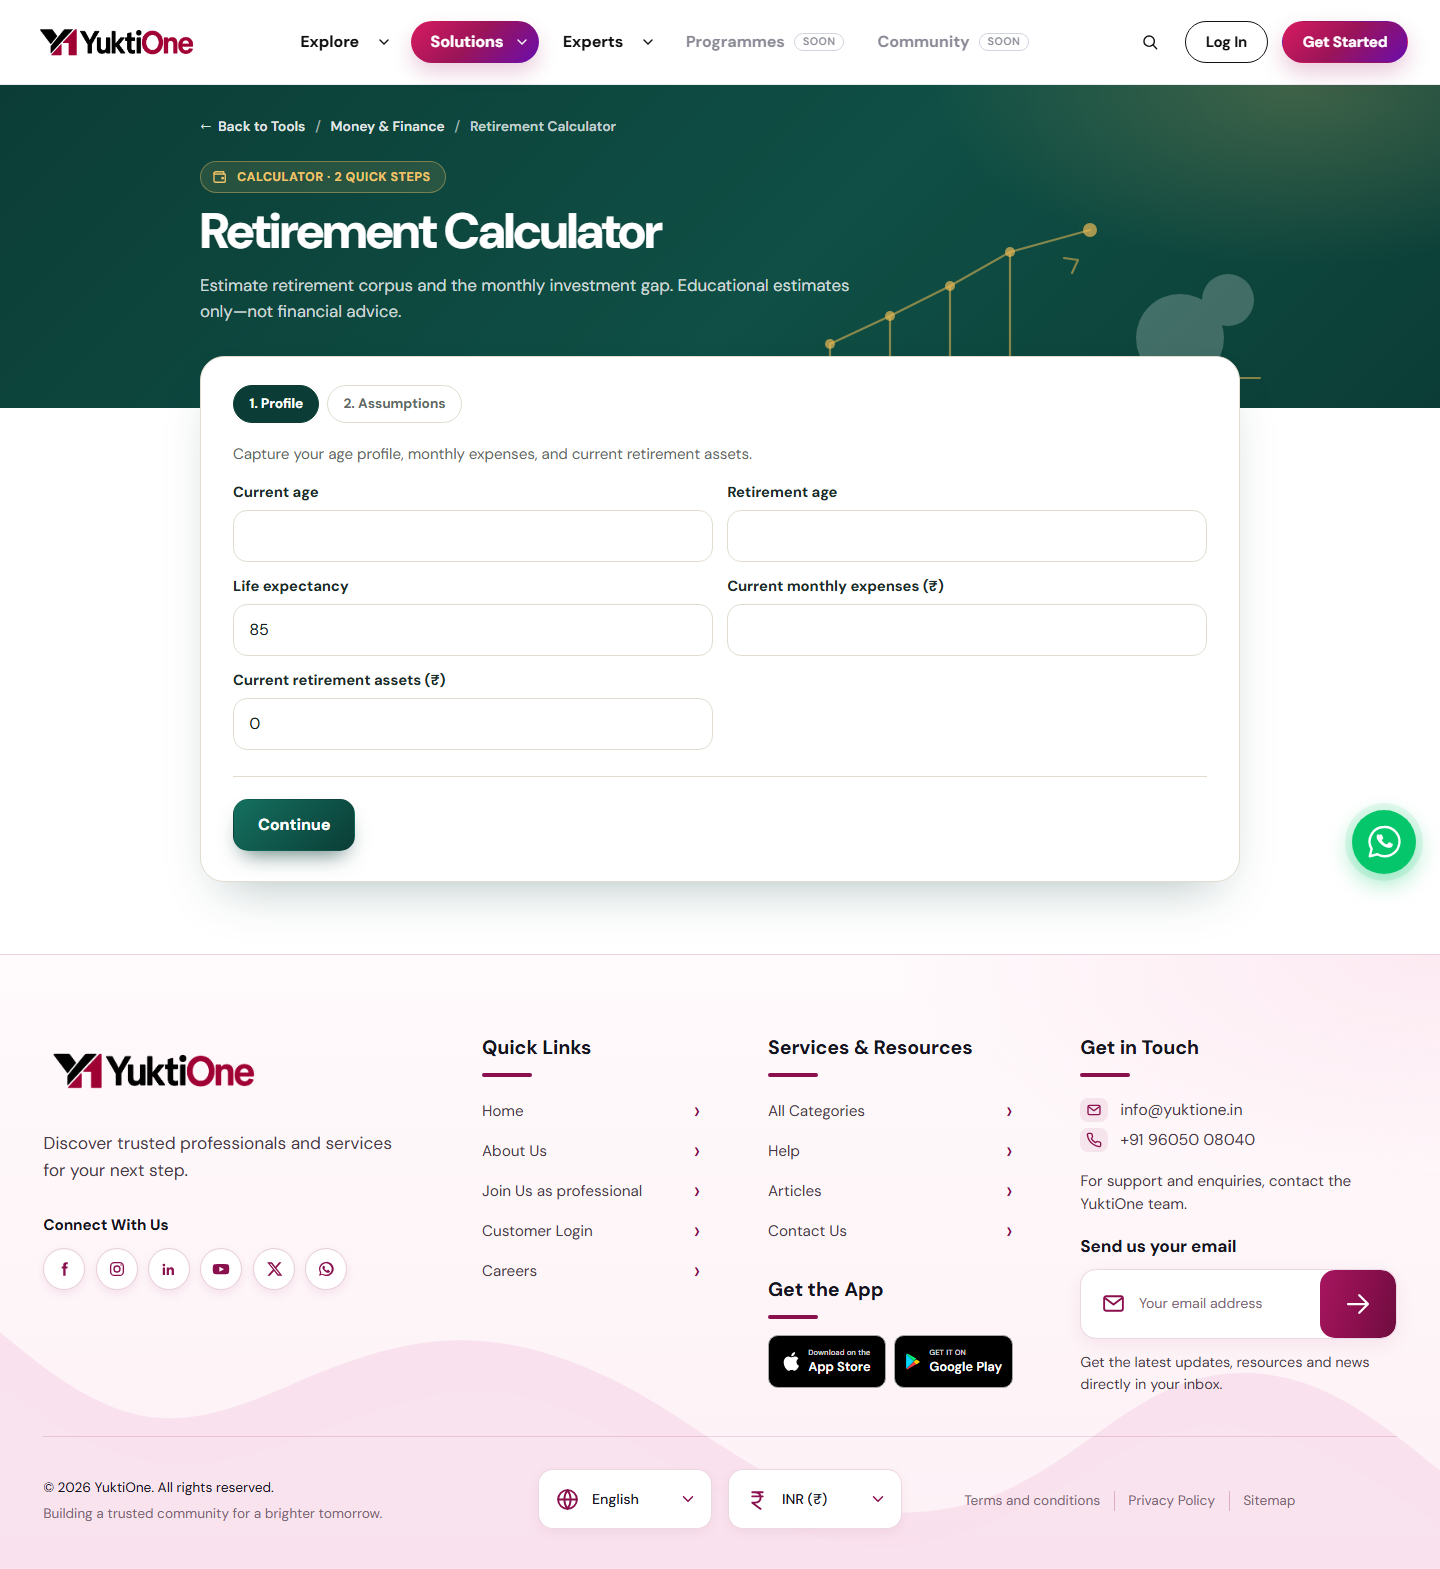 YuktiOne
Explore
Solutions
Experts
Programmes SOON
Community SOON
Log In
Get Started
← Back to Tools / Money & Finance / Retirement Calculator
CALCULATOR · 2 QUICK STEPS
Retirement Calculator
Estimate retirement corpus and the monthly investment gap. Educational estimates
only—not financial advice.
1. Profile
2. Assumptions
Capture your age profile, monthly expenses, and current retirement assets.
Current age
Retirement age
Life expectancy
Current monthly expenses (₹)
85
Current retirement assets (₹)
0
Continue
YuktiOne
Discover trusted professionals and services
for your next step.
Connect With Us
Quick Links
Home
About Us
Join Us as professional
Customer Login
Careers
Services & Resources
All Categories
Help
Articles
Contact Us
Get the App
Download on the
App Store
GET IT ON
Google Play
Get in Touch
info@yuktione.in
+91 96050 08040
For support and enquiries, contact the
YuktiOne team.
Send us your email
Your email address
Get the latest updates, resources and news
directly in your inbox.
© 2026 YuktiOne. All rights reserved.
Building a trusted community for a brighter tomorrow.
English
₹ INR (₹)
Terms and conditions
Privacy Policy
Sitemap